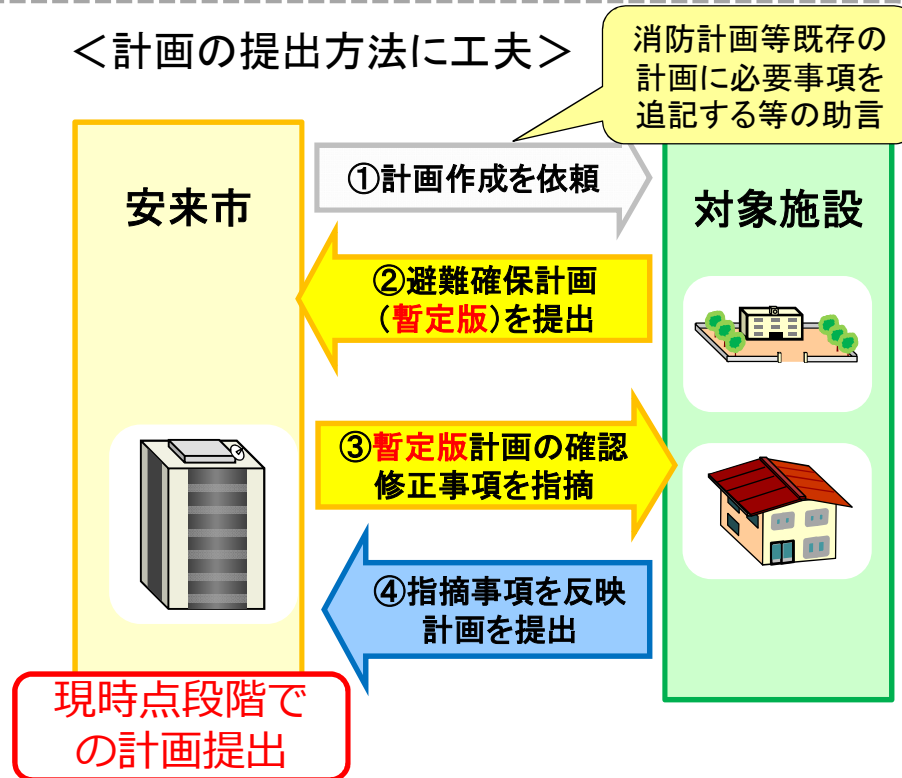 ＜計画の提出方法に工夫＞
消防計画等既存の
計画に必要事項を
追記する等の助言
安来市
対象施設
①計画作成を依頼
②避難確保計画
（暫定版）を提出
③暫定版計画の確認
修正事項を指摘
④指摘事項を反映
計画を提出
現時点段階で
の計画提出